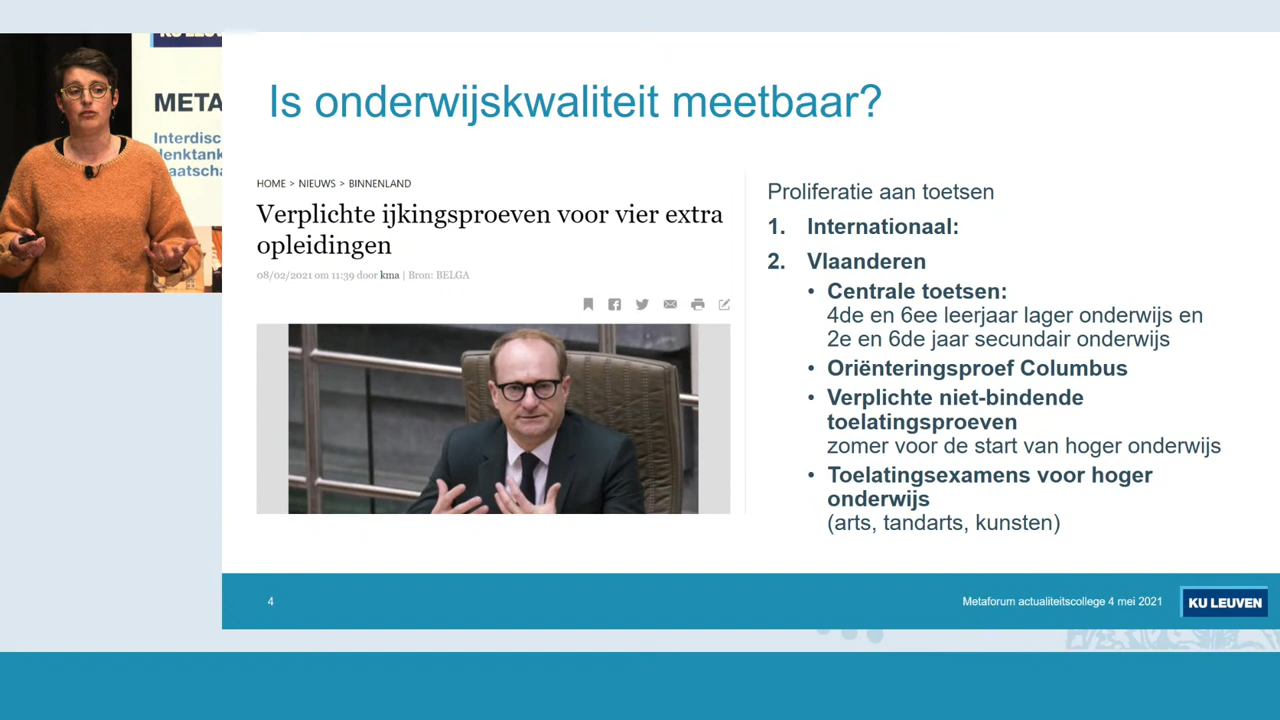 META
Interdisc
denktank
aatscha
Is onderwijskwaliteit meetbaar?
HOME > NIEUWS > BINNENLAND
Verplichte ijkingsproeven voor vier extra
opleidingen
08/02/2021 om 11:39 door kma | Bron: BELGA
Proliferatie aan toetsen
1. Internationaal:
2. Vlaanderen
• Centrale toetsen:
4de en 6ee leerjaar lager onderwijs en
2e en 6de jaar secundair onderwijs
• Oriënteringsproef Columbus
• Verplichte niet-bindende
toelatingsproeven
zomer voor de start van hoger onderwijs
• Toelatingsexamens voor hoger
onderwijs
(arts, tandarts, kunsten)
4
Metaforum actualiteitscollege 4 mei 2021
KU LEUVEN